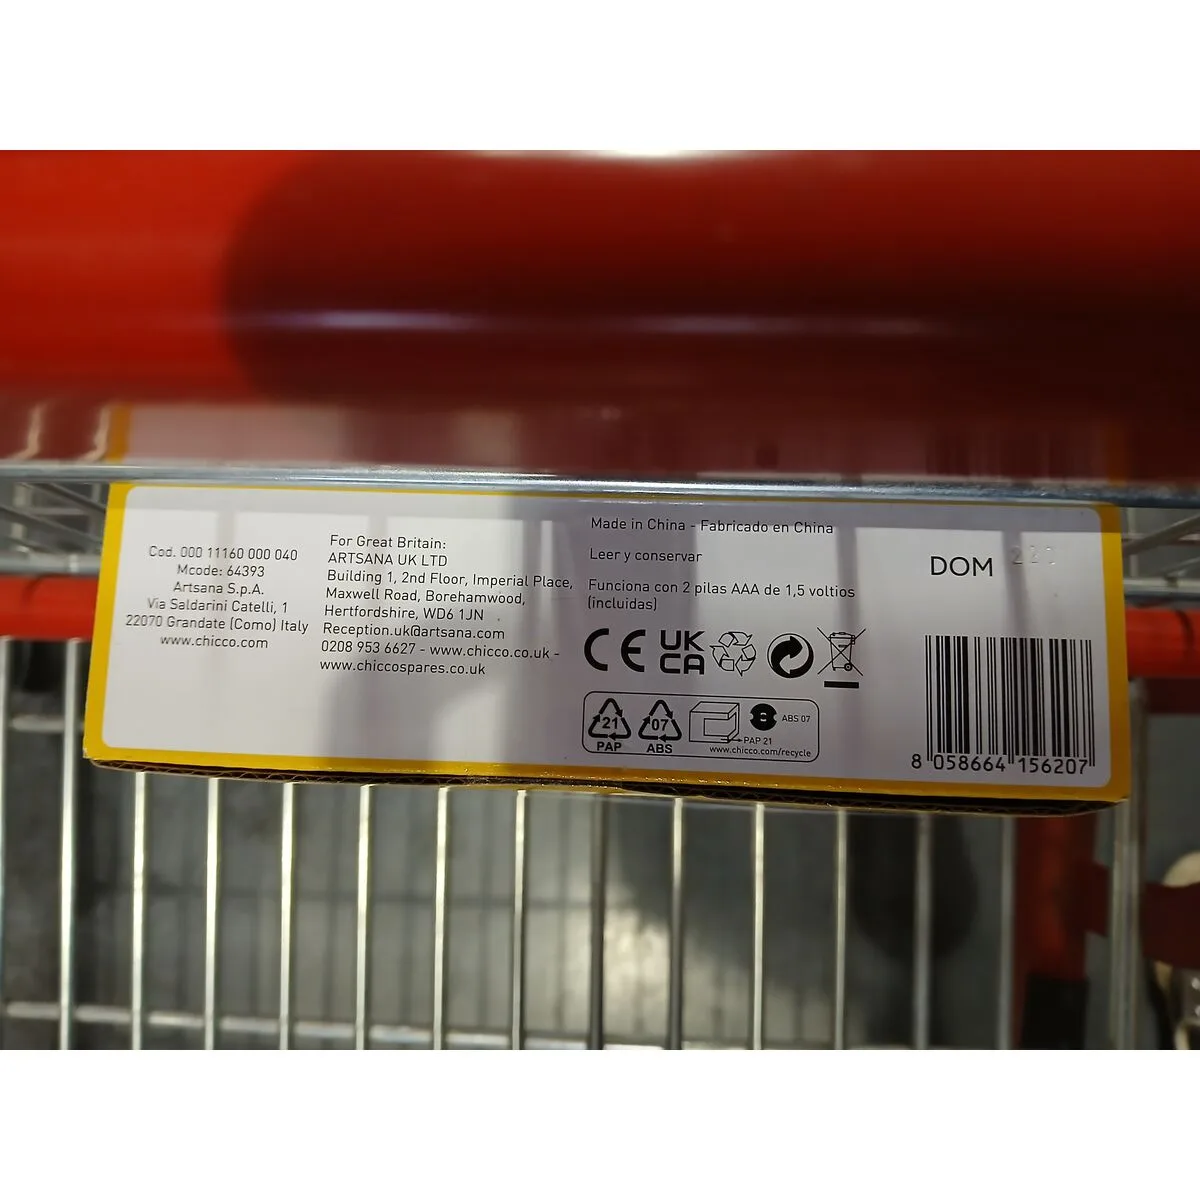 Cod. 000 11160 000 040
Mcode: 64393
Artsana S.p.A.
Via Saldarini Catelli, 1
22070 Grandate (Como) Italy
www.chicco.com
For Great Britain:
ARTSANA UK LTD
Building 1, 2nd Floor, Imperial Place,
Maxwell Road, Borehamwood,
Hertfordshire, WD6 1JN
Reception.uk@artsana.com
0208 953 6627 - www.chicco.co.uk -
www.chiccospares.co.uk
Made in China - Fabricado en China
Leer y conservar
Funciona con 2 pilas AAA de 1,5 voltios
(incluidas)
CE UK
CA
21
PAP
07
ABS
ABS 07
PAP 21
www.chicco.com/recycle
DOM
8 058664 156207